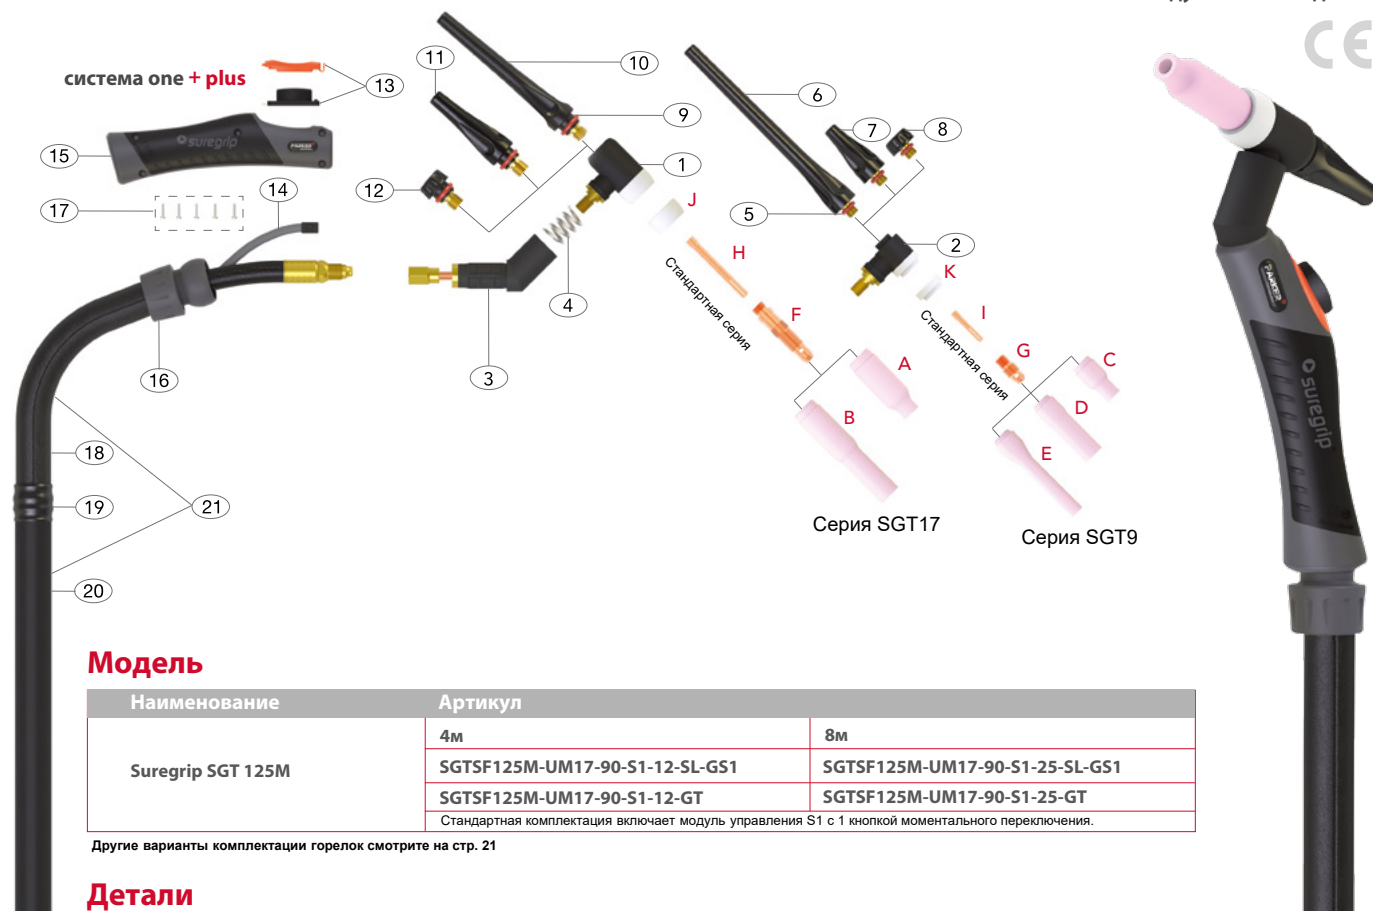 CE
система one + plus
13
15
suregrip
PARKER
17
14
16
18
19
21
20
11
10
9
12
1
J
H
4
3
F
Стандартная серия
A
B
Серия SGT17
6
7
8
5
2
K
I
G
Стандартная серия
C
D
E
Серия SGT9
PARKER
suregrip
Модель
Наименование Артикул
4м 8м
Suregrip SGT 125M
SGTSF125M-UM17-90-S1-12-SL-GS1 SGTSF125M-UM17-90-S1-25-SL-GS1
SGTSF125M-UM17-90-S1-12-GT SGTSF125M-UM17-90-S1-25-GT
Стандартная комплектация включает модуль управления S1 с 1 кнопкой моментального переключения.
Другие варианты комплектации горелок смотрите на стр. 21
Детали